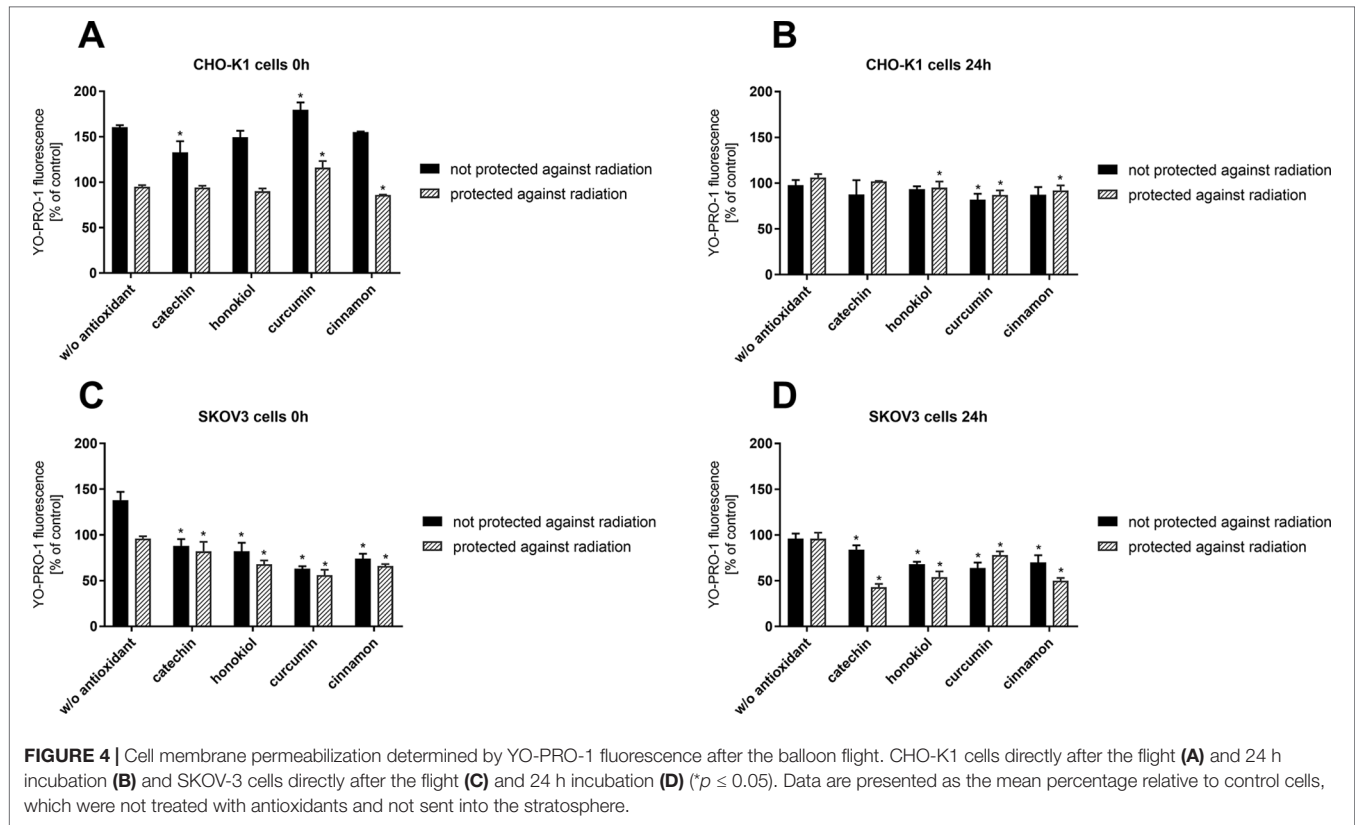 A
CHO-K1 cells 0h
YO-PRO-1 fluorescence
[% of control]
200
150
100
50
0
* * * *
w/o antioxidant
catechin
honokiol
curcumin
cinnamon
not protected against radiation
protected against radiation
B
CHO-K1 cells 24h
YO-PRO-1 fluorescence
[% of control]
200
150
100
50
0
* * * *
w/o antioxidant
catechin
honokiol
curcumin
cinnamon
not protected against radiation
protected against radiation
C
SKOV3 cells 0h
YO-PRO-1 fluorescence
[% of control]
200
150
100
50
0
* * * * * * * *
w/o antioxidant
catechin
honokiol
curcumin
cinnamon
not protected against radiation
protected against radiation
D
SKOV3 cells 24h
YO-PRO-1 fluorescence
[% of control]
200
150
100
50
0
* * * * * * * *
w/o antioxidant
catechin
honokiol
curcumin
cinnamon
not protected against radiation
protected against radiation
FIGURE 4 | Cell membrane permeabilization determined by YO-PRO-1 fluorescence after the balloon flight. CHO-K1 cells directly after the flight (A) and 24 h
incubation (B) and SKOV-3 cells directly after the flight (C) and 24 h incubation (D) (*p ≤ 0.05). Data are presented as the mean percentage relative to control cells,
which were not treated with antioxidants and not sent into the stratosphere.